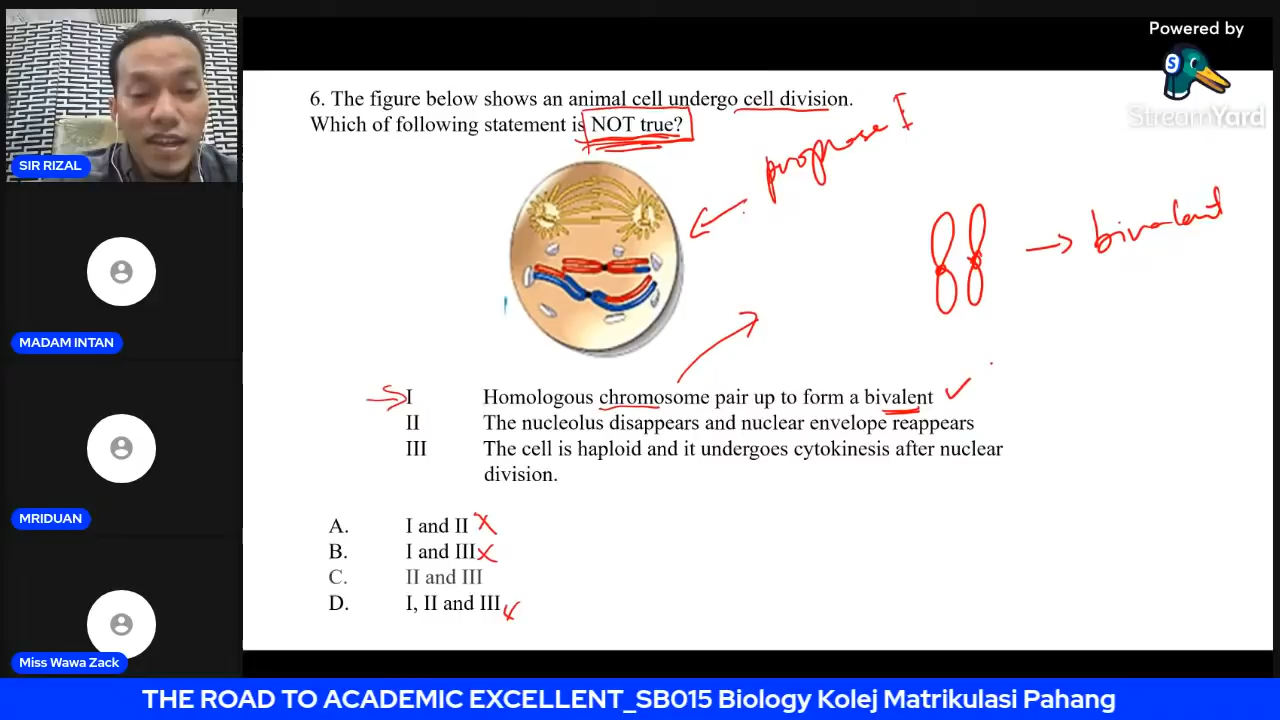 Powered by
S
StreamYard
SIR RIZAL
MADAM INTAN
MRIDUAN
Miss Wawa Zack
6. The figure below shows an animal cell undergo cell division.
Which of following statement is NOT true?
prophase I
bivalent
I Homologous chromosome pair up to form a bivalent
II The nucleolus disappears and nuclear envelope reappears
III The cell is haploid and it undergoes cytokinesis after nuclear
division.
A. I and II
B. I and III
C. II and III
D. I, II and III
THE ROAD TO ACADEMIC EXCELLENT_SB015 Biology Kolej Matrikulasi Pahang